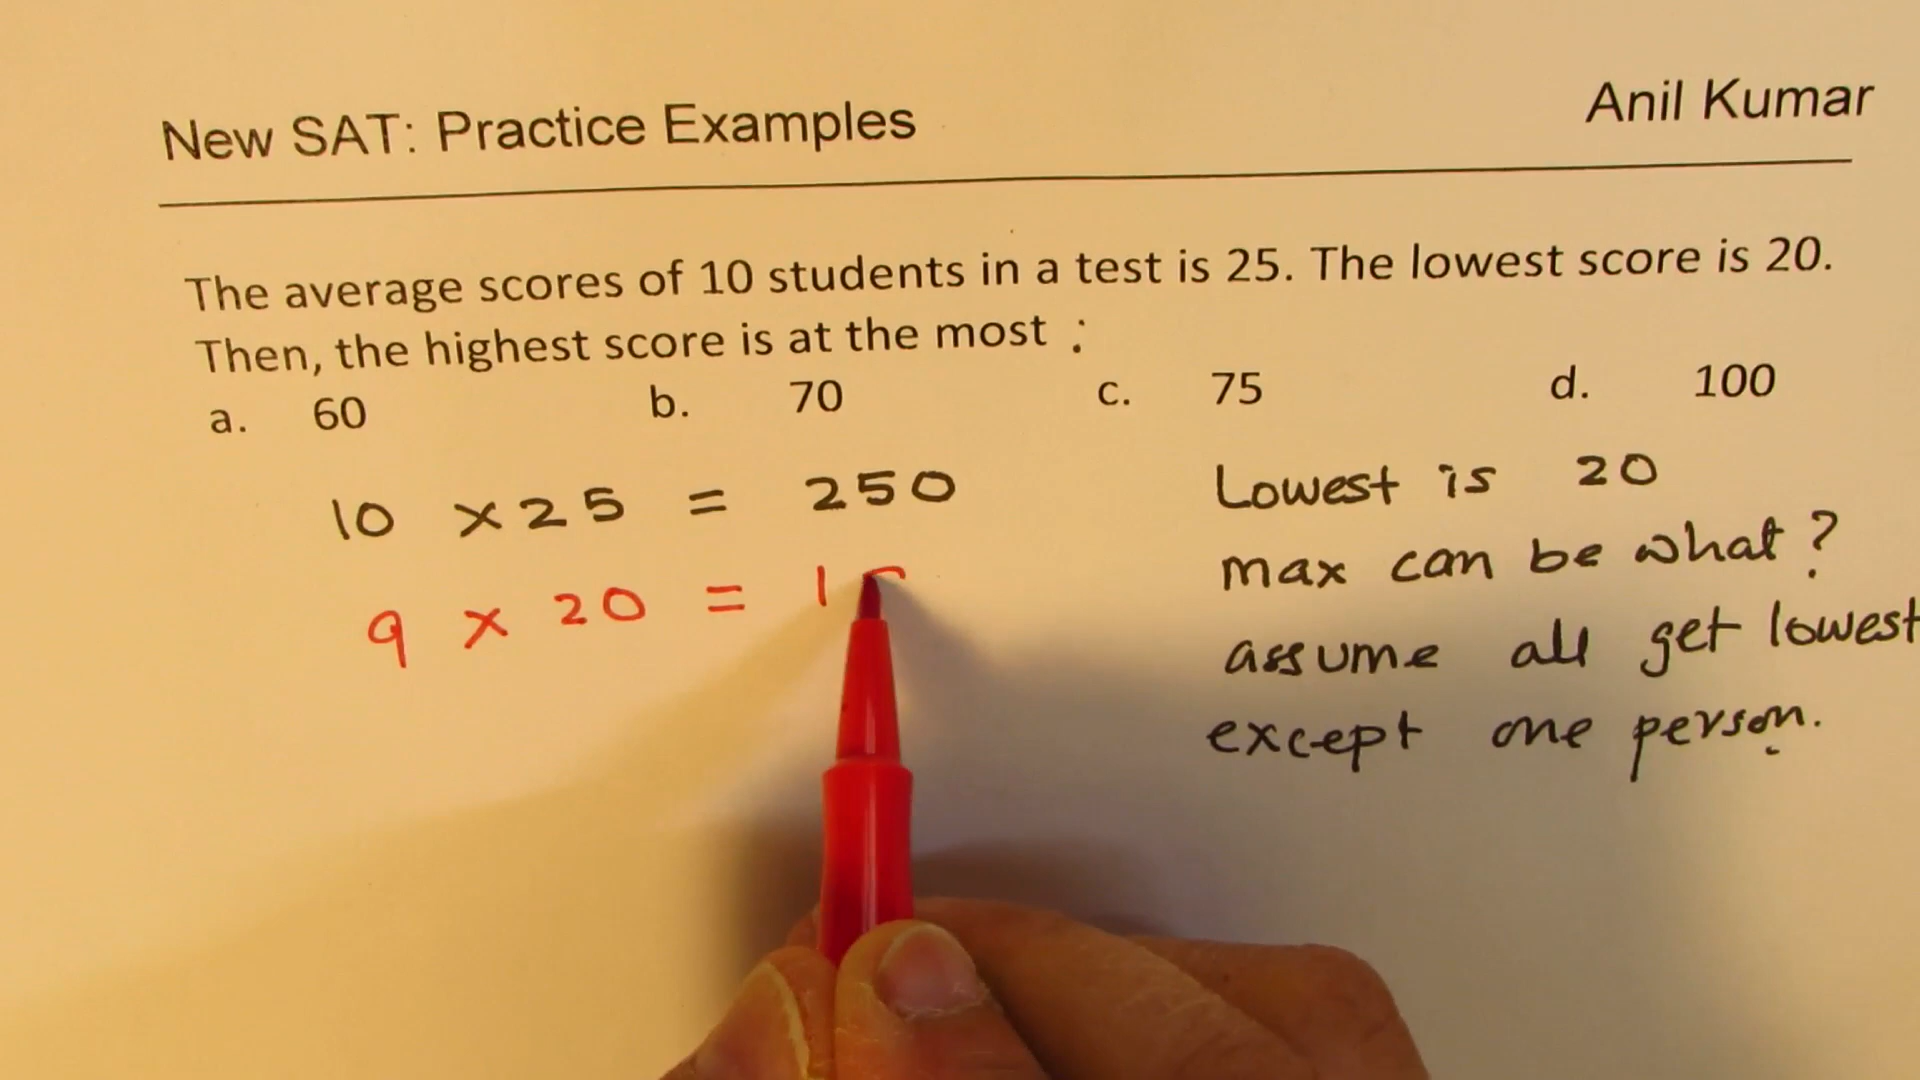 New SAT: Practice Examples
Anil Kumar
The average scores of 10 students in a test is 25. The lowest score is 20.
Then, the highest score is at the most :
a. 60 b. 70 c. 75 d. 100
10 × 25 = 250
9 × 20 = 1
Lowest is 20
max can be what ?
assume all get lowest
except one person.